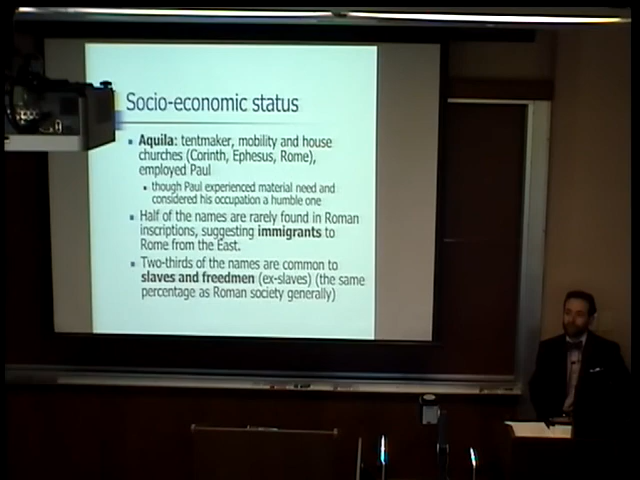 Socio-economic status
Aquila: tentmaker, mobility and house
churches (Corinth, Ephesus, Rome),
employed Paul
though Paul experienced material need and
considered his occupation a humble one
Half of the names are rarely found in Roman
inscriptions, suggesting immigrants to
Rome from the East.
Two-thirds of the names are common to
slaves and freedmen (ex-slaves) (the same
percentage as Roman society generally)